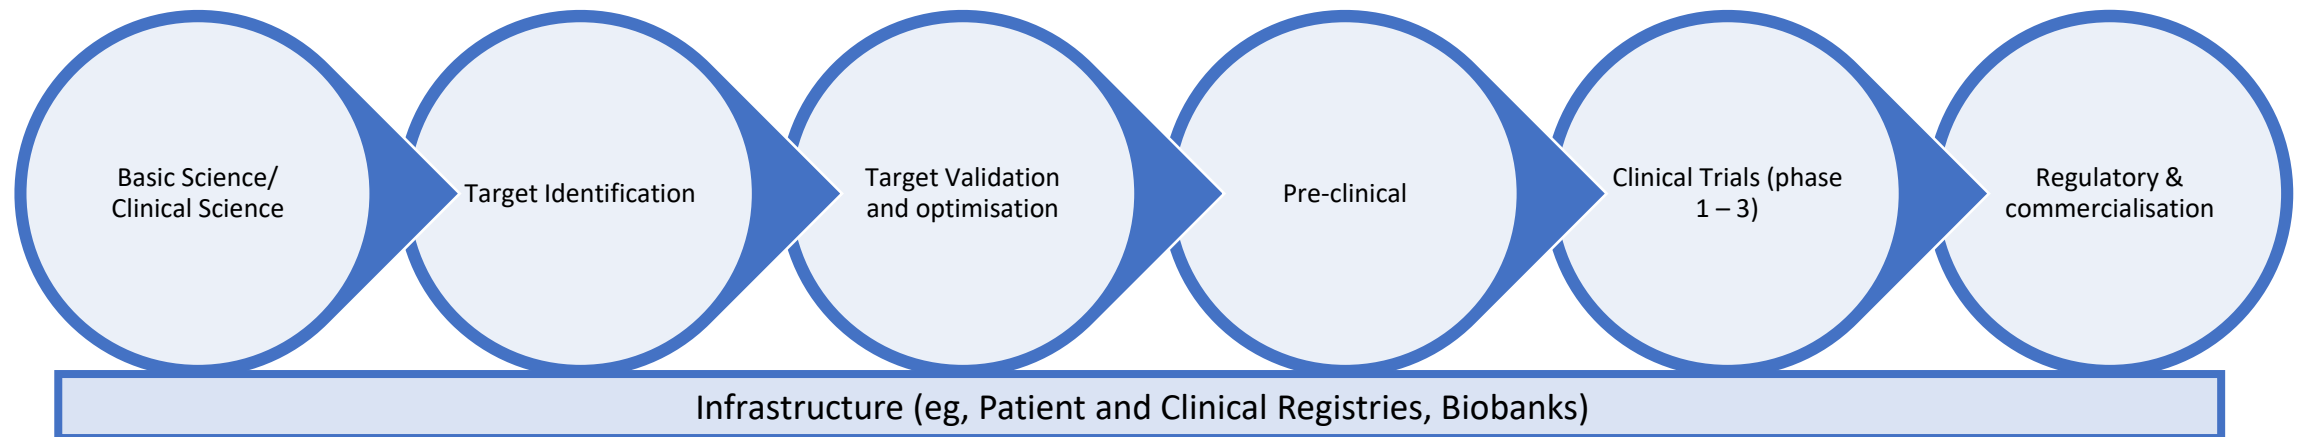 Basic Science/
Clinical Science
Target Identification
Target Validation
and optimisation
Pre-clinical
Clinical Trials (phase
1 – 3)
Regulatory &
commercialisation
Infrastructure (eg, Patient and Clinical Registries, Biobanks)